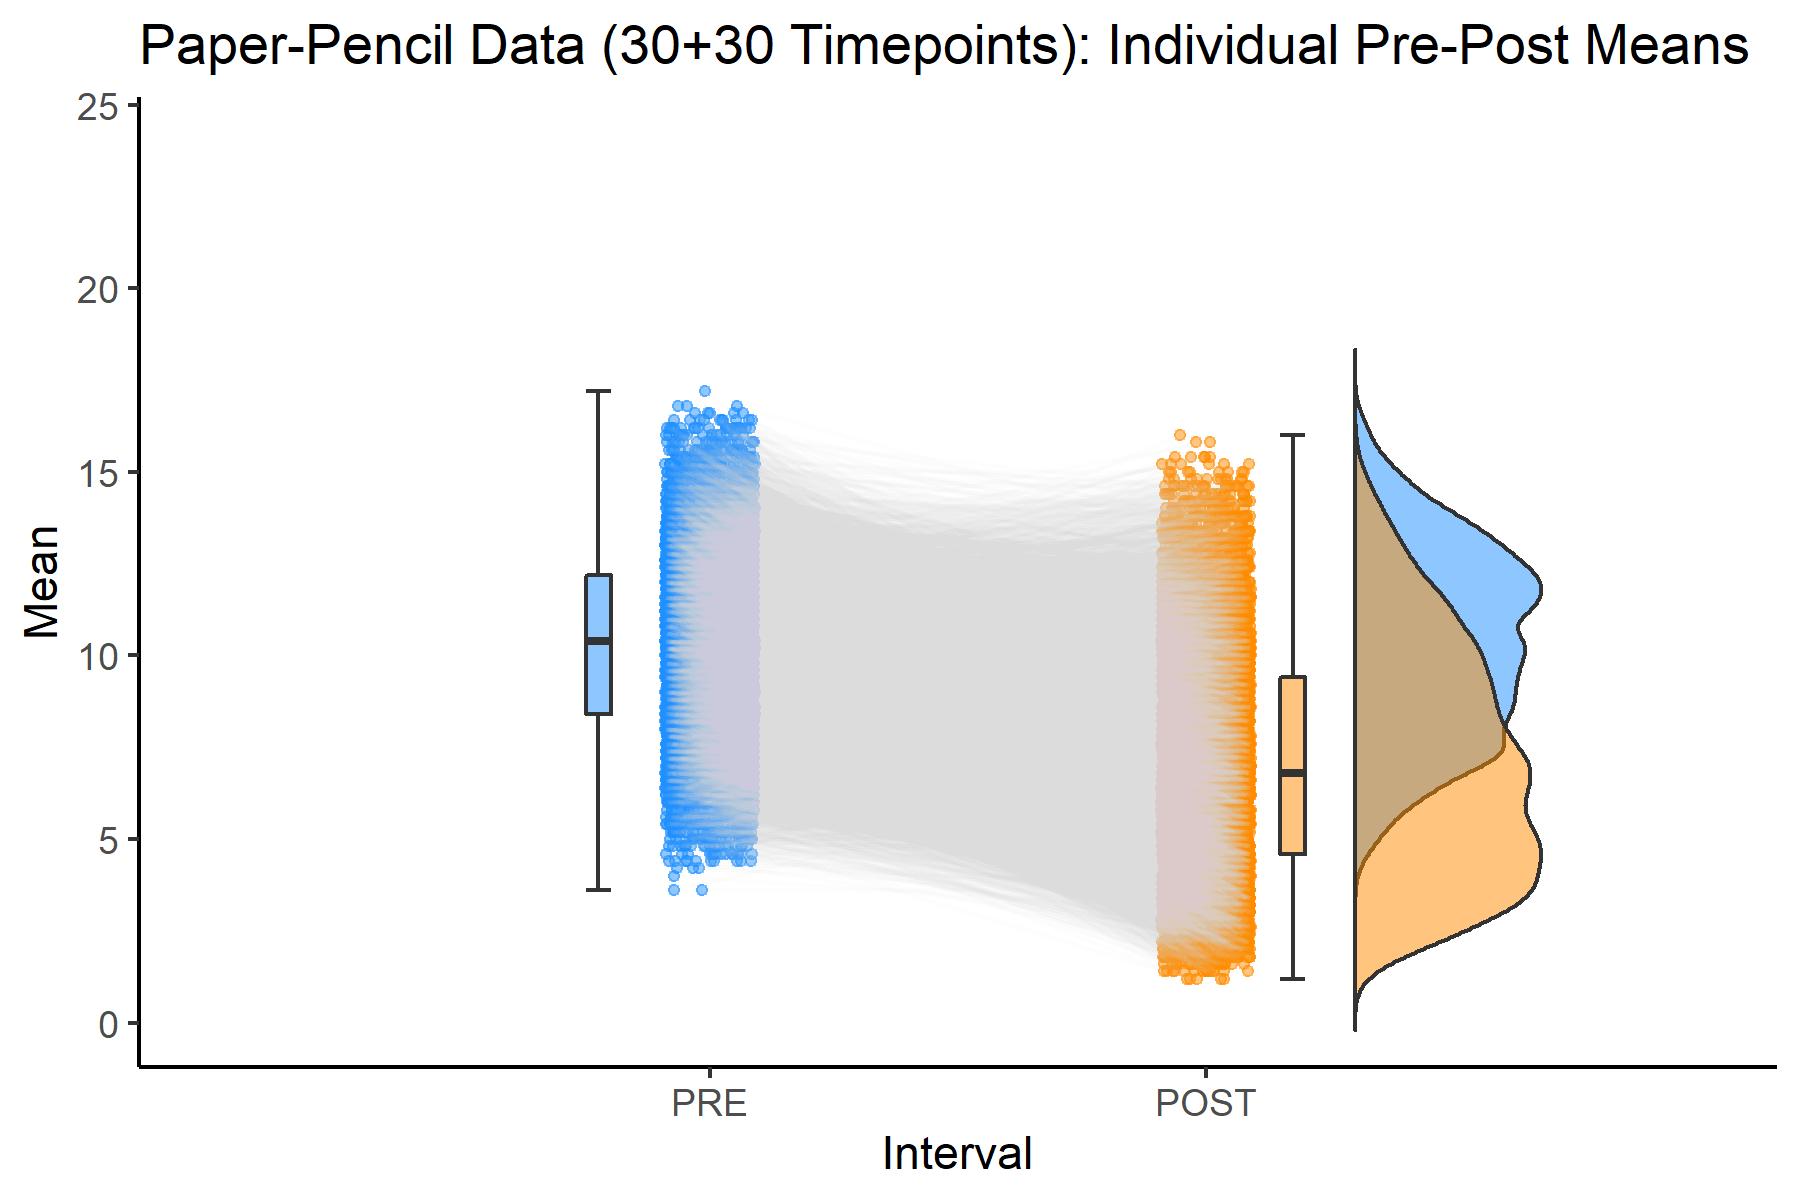 Paper-Pencil Data (30+30 Timepoints): Individual Pre-Post Means
25
20
15
10
5
0
Mean
PRE
POST
Interval